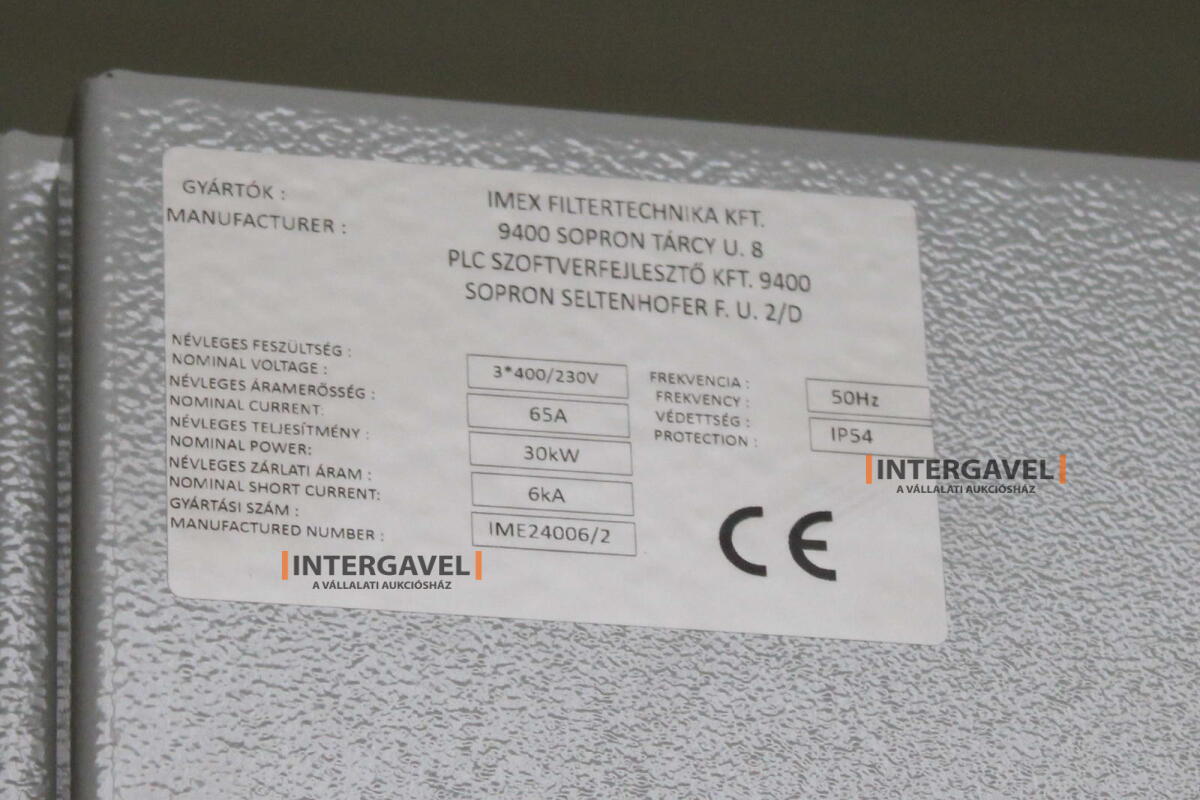 GYÁRTÓK :
MANUFACTURER :
IMEX FILTERTECHNIKA KFT.
9400 SOPRON TÁRCY U. 8
PLC SZOFTVERFEJLESZTŐ KFT. 9400
SOPRON SELTENHOFER F. U. 2/D
NÉVLEGES FESZÜLTSÉG :
NOMINAL VOLTAGE :
3*400/230V
NÉVLEGES ÁRAMERŐSSÉG :
NOMINAL CURRENT:
65A
NÉVLEGES TELJESÍTMÉNY :
NOMINAL POWER:
30kW
NÉVLEGES ZÁRLATI ÁRAM :
NOMINAL SHORT CURRENT:
6kA
GYÁRTÁSI SZÁM :
MANUFACTURED NUMBER :
IME24006/2
FREKVENCIA :
FREKVENCY :
50Hz
VÉDETTSÉG :
PROTECTION :
IP54
CE
INTERGAVEL
A VÁLLALATI AUKCIÓSHÁZ
INTERGAVEL
A VÁLLALATI AUKCIÓSHÁZ